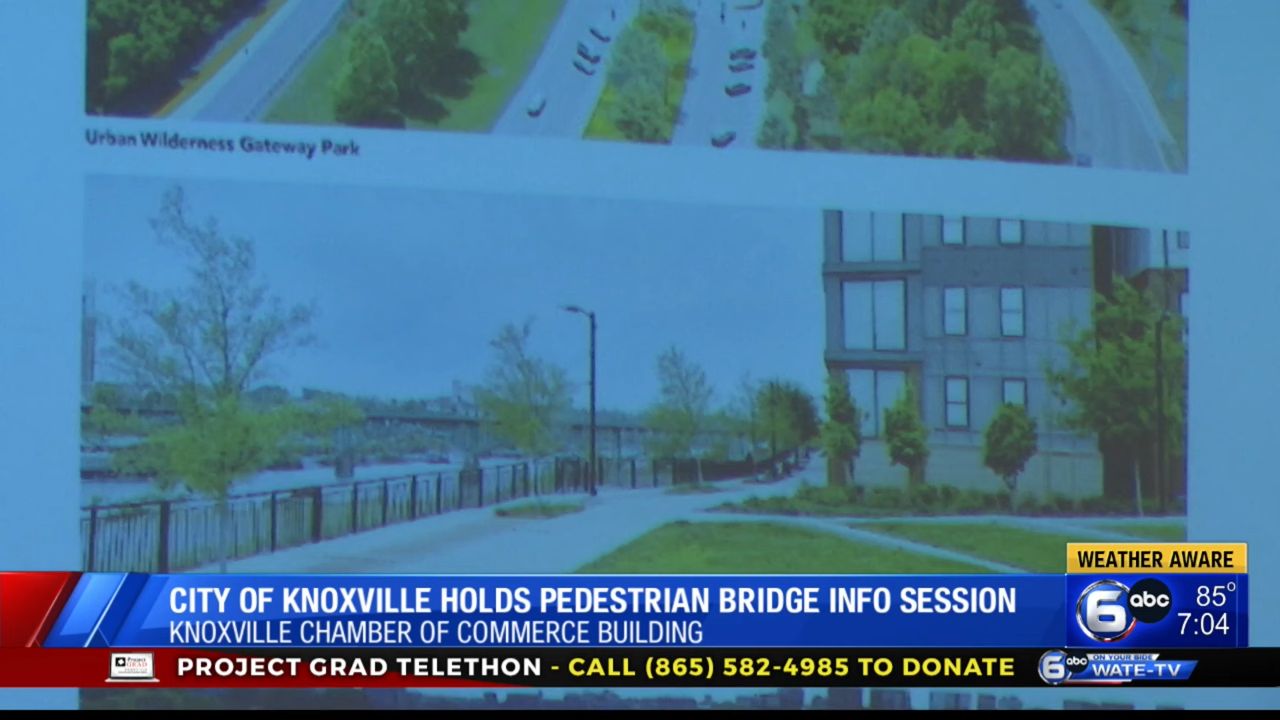 Urban Wilderness Gateway Park
WEATHER AWARE
CITY OF KNOXVILLE HOLDS PEDESTRIAN BRIDGE INFO SESSION
KNOXVILLE CHAMBER OF COMMERCE BUILDING
6 abc 85°
7:04
Project GRAD
PROJECT GRAD TELETHON - CALL (865) 582-4985 TO DONATE
6 abc ON YOUR SIDE
WATE-TV